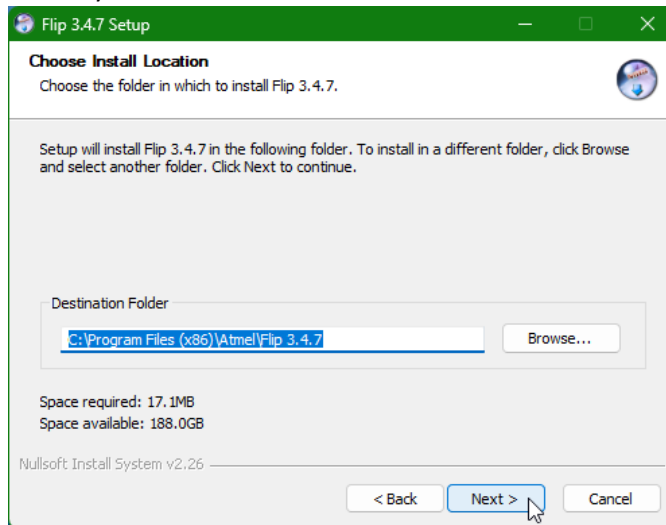 Flip 3.4.7 Setup
Choose Install Location
Choose the folder in which to install Flip 3.4.7.
Setup will install Flip 3.4.7 in the following folder. To install in a different folder, click Browse
and select another folder. Click Next to continue.
Destination Folder
C:\Program Files (x86)\Atmel\Flip 3.4.7
Browse...
Space required: 17.1MB
Space available: 188.0GB
Nullsoft Install System v2.26
< Back
Next >
Cancel